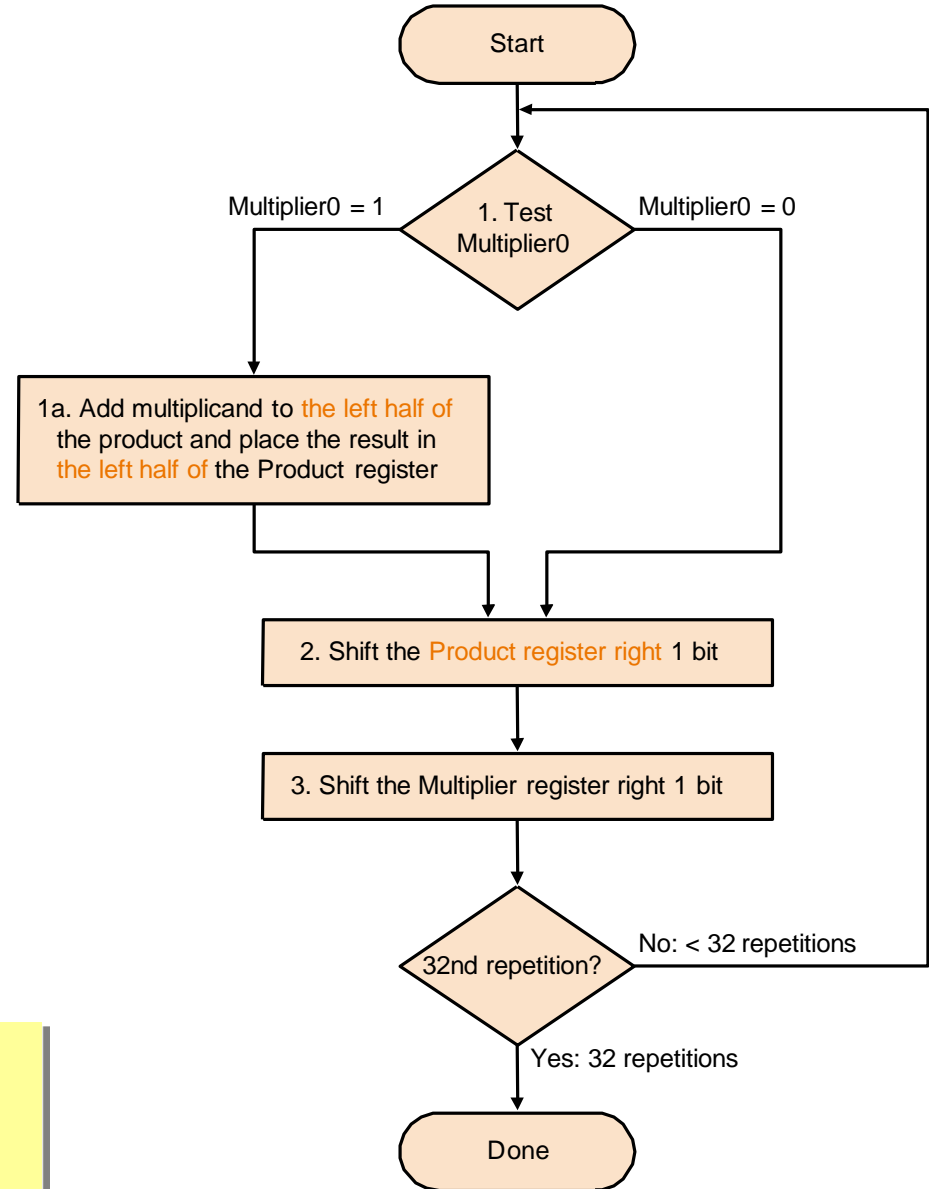 Start
Multiplier0 = 1
1. Test
Multiplier0
Multiplier0 = 0
1a. Add multiplicand to the left half of
the product and place the result in
the left half of the Product register
2. Shift the Product register right 1 bit
3. Shift the Multiplier register right 1 bit
32nd repetition?
No: < 32 repetitions
Yes: 32 repetitions
Done